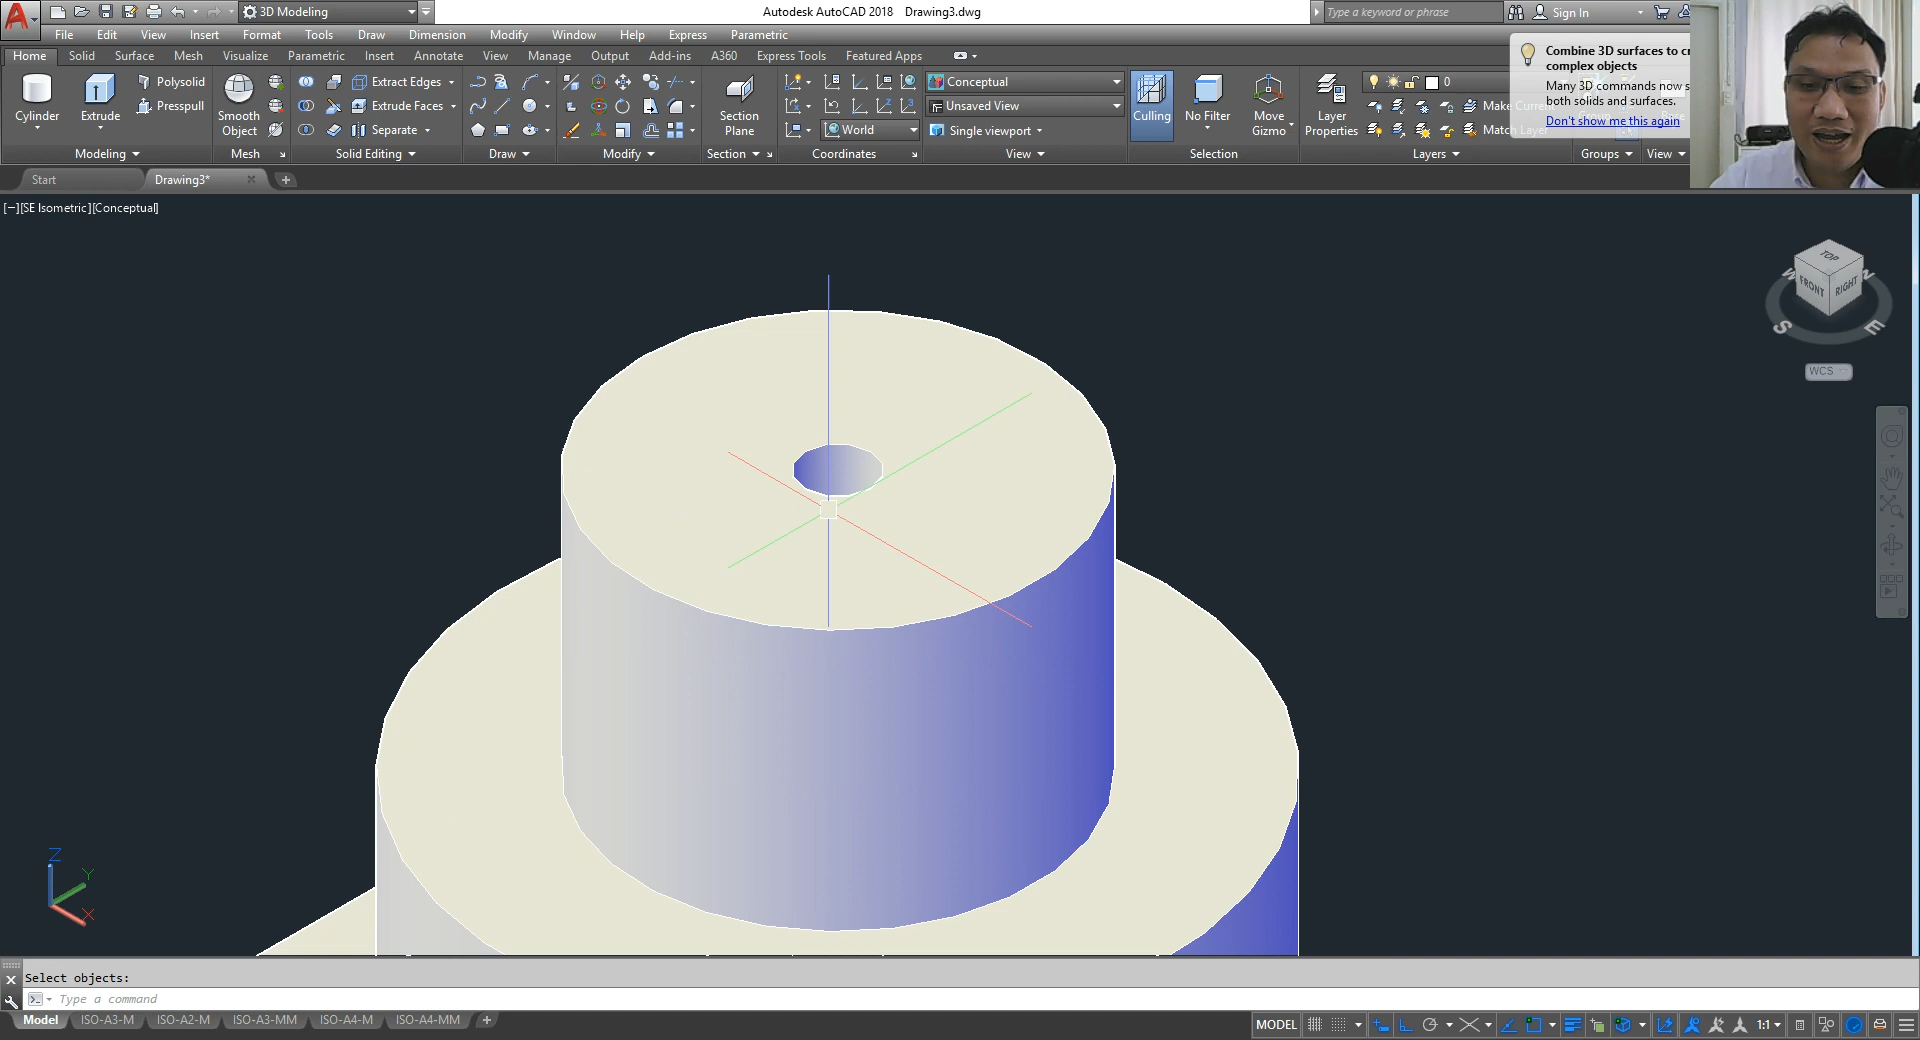 3D Modeling
Autodesk AutoCAD 2018 Drawing3.dwg
Type a keyword or phrase
Sign In
File Edit View Insert Format Tools Draw Dimension Modify Window Help Express Parametric
Home Solid Surface Mesh Visualize Parametric Insert Annotate View Manage Output Add-ins A360 Express Tools Featured Apps
Combine 3D surfaces to cr
complex objects
Many 3D commands now s
both solids and surfaces.
Don't show me this again
Cylinder
Extrude
Polysolid
Presspull
Modeling
Smooth
Object
Mesh
Extract Edges
Extrude Faces
Separate
Solid Editing
Draw
Modify
Section
Plane
Section
World
Coordinates
Conceptual
Unsaved View
Single viewport
View
Culling
No Filter
Move
Gizmo
Selection
Layer
Properties
0
Make Current
Match Layer
Layers
Groups
View
Start
Drawing3*
[−][SE Isometric][Conceptual]
TOP
FRONT
RIGHT
W
N
S
E
WCS
Z
Y
X
Select objects:
Type a command
Model ISO-A3-M ISO-A2-M ISO-A3-MM ISO-A4-M ISO-A4-MM
MODEL
1:1